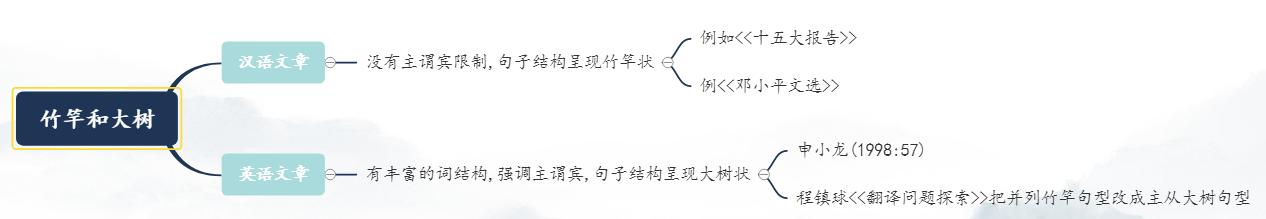 竹竿和大树
汉语文章
没有主谓宾限制,句子结构呈现竹竿状
例如<<十五大报告>>
例<<邓小平文选>>
英语文章
有丰富的词结构,强调主谓宾,句子结构呈现大树状
申小龙(1998:57)
程镇球<<翻译问题探索>>把并列竹竿句型改成主从大树句型